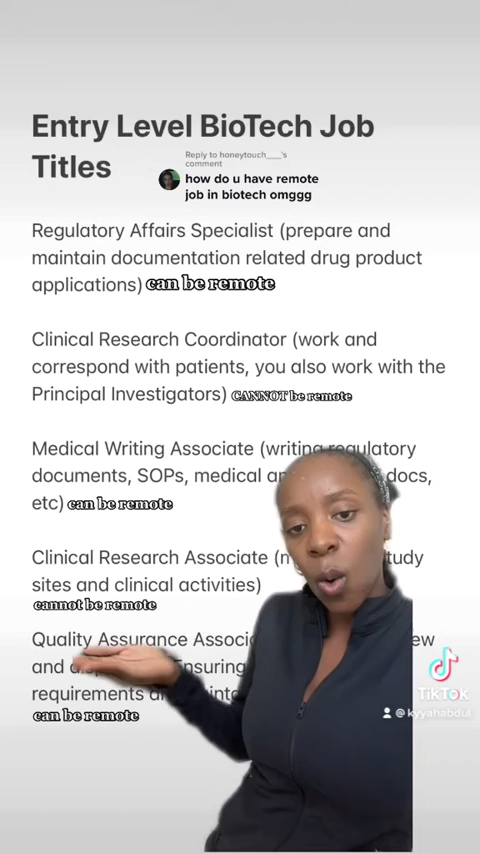 Entry Level BioTech Job
Titles
Reply to honeytouch___'s
comment
how do u have remote
job in biotech omggg
Regulatory Affairs Specialist (prepare and
maintain documentation related drug product
applications) can be remote
Clinical Research Coordinator (work and
correspond with patients, you also work with the
Principal Investigators) CANNOT be remote
Medical Writing Associate (writing regulatory
documents, SOPs, medical docs,
etc) can be remote
Clinical Research Associate ( study
sites and clinical activities)
cannot be remote
Quality Assurance
and Ensuring
requirements
can be remote
TikTok
@kyyahabdul